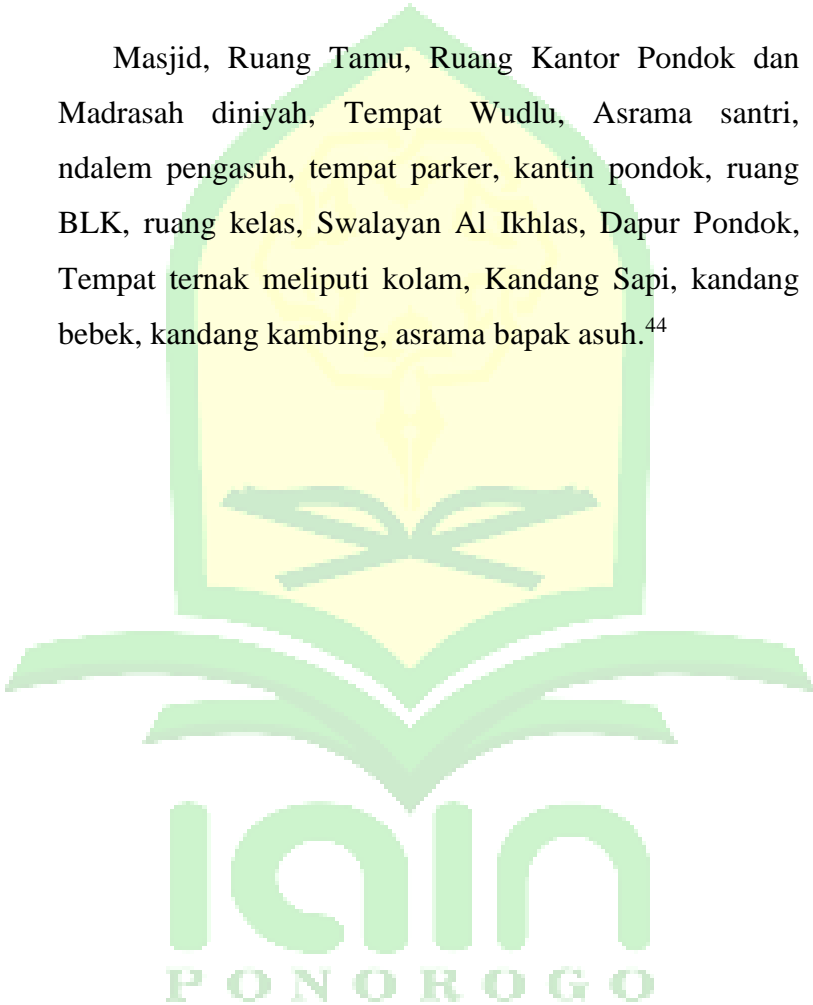 Masjid, Ruang Tamu, Ruang Kantor Pondok dan
Madrasah diniyah, Tempat Wudlu, Asrama santri,
ndalem pengasuh, tempat parker, kantin pondok, ruang
BLK, ruang kelas, Swalayan Al Ikhlas, Dapur Pondok,
Tempat ternak meliputi kolam, Kandang Sapi, kandang
bebek, kandang kambing, asrama bapak asuh.44
iain
PONOROGO